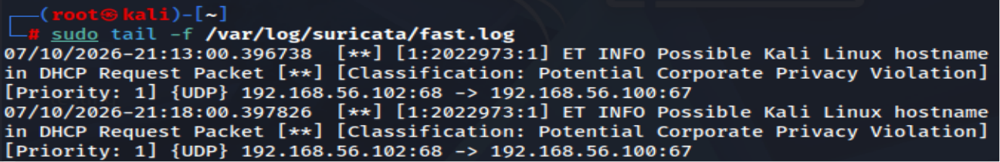 ┌──(root㉿kali)-[~]
└─# sudo tail -f /var/log/suricata/fast.log
07/10/2026-21:13:00.396738  [**] [1:2022973:1] ET INFO Possible Kali Linux hostname
in DHCP Request Packet [**] [Classification: Potential Corporate Privacy Violation]
[Priority: 1] {UDP} 192.168.56.102:68 -> 192.168.56.100:67
07/10/2026-21:18:00.397826  [**] [1:2022973:1] ET INFO Possible Kali Linux hostname
in DHCP Request Packet [**] [Classification: Potential Corporate Privacy Violation]
[Priority: 1] {UDP} 192.168.56.102:68 -> 192.168.56.100:67